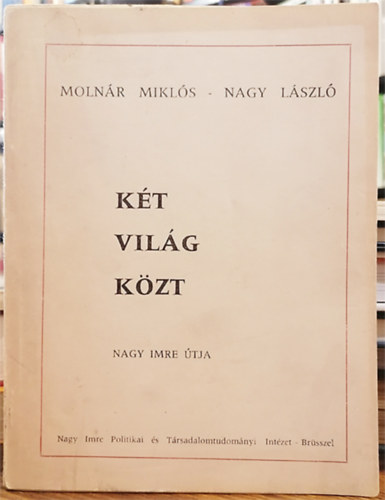 MOLNÁR MIKLÓS - NAGY LÁSZLÓ
KÉT
VILÁG
KÖZT
NAGY IMRE ÚTJA
Nagy Imre Politikai és Társadalomtudományi Intézet - Brüsszel